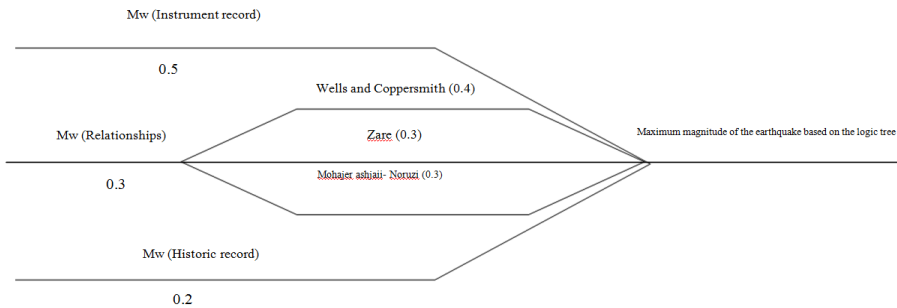 Mw (Instrument record)
0.5
Wells and Coppersmith (0.4)
Mw (Relationships)
Zare (0.3)
Maximum magnitude of the earthquake based on the logic tree
0.3
Mohajer ashjaii- Noruzi (0.3)
Mw (Historic record)
0.2